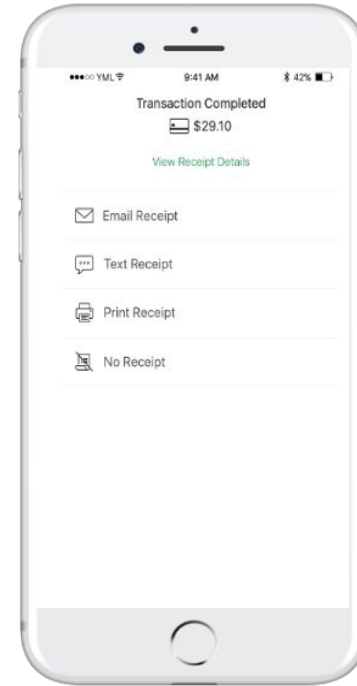 YML 9:41 AM 42%
Transaction Completed
$29.10
View Receipt Details
Email Receipt
Text Receipt
Print Receipt
No Receipt